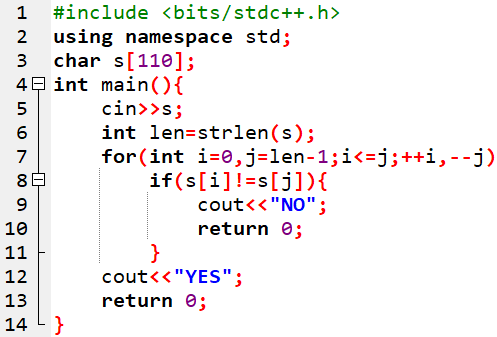 1 #include <bits/stdc++.h>
2 using namespace std;
3 char s[110];
4 int main(){
5     cin>>s;
6     int len=strlen(s);
7     for(int i=0,j=len-1;i<=j;++i,--j)
8         if(s[i]!=s[j]){
9             cout<<"NO";
10             return 0;
11         }
12     cout<<"YES";
13     return 0;
14 }